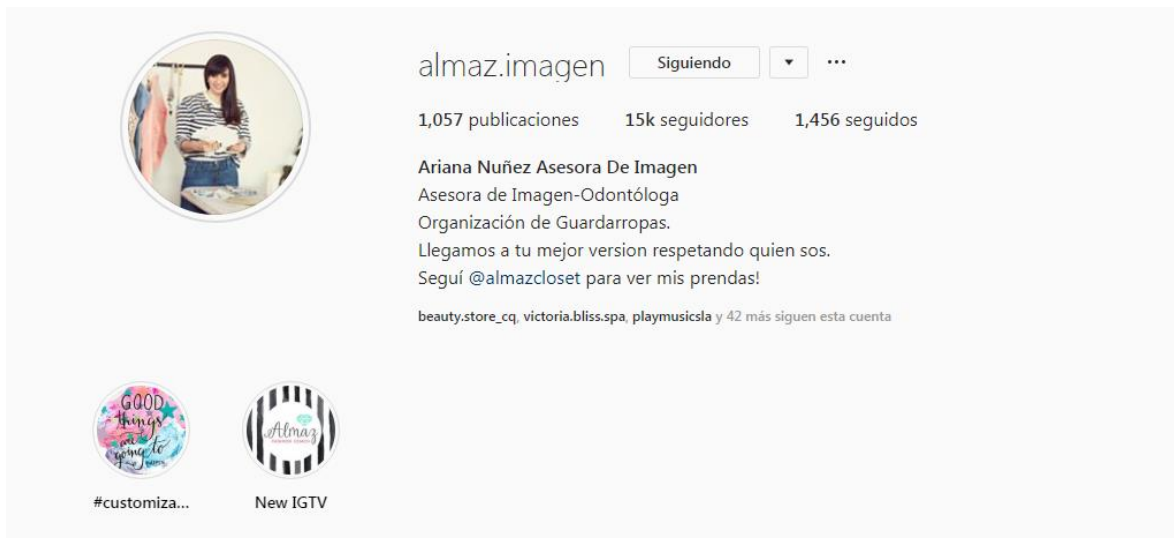 almaz.imagen Siguiendo
1,057 publicaciones 15k seguidores 1,456 seguidos
Ariana Nuñez Asesora De Imagen
Asesora de Imagen-Odontóloga
Organización de Guardarropas.
Llegamos a tu mejor version respetando quien sos.
Seguí @almazcloset para ver mis prendas!
beauty.store_cq, victoria.bliss.spa, playmusicsla y 42 más siguen esta cuenta
GOOD
things
are
going to
Almaz
#customiza...
New IGTV